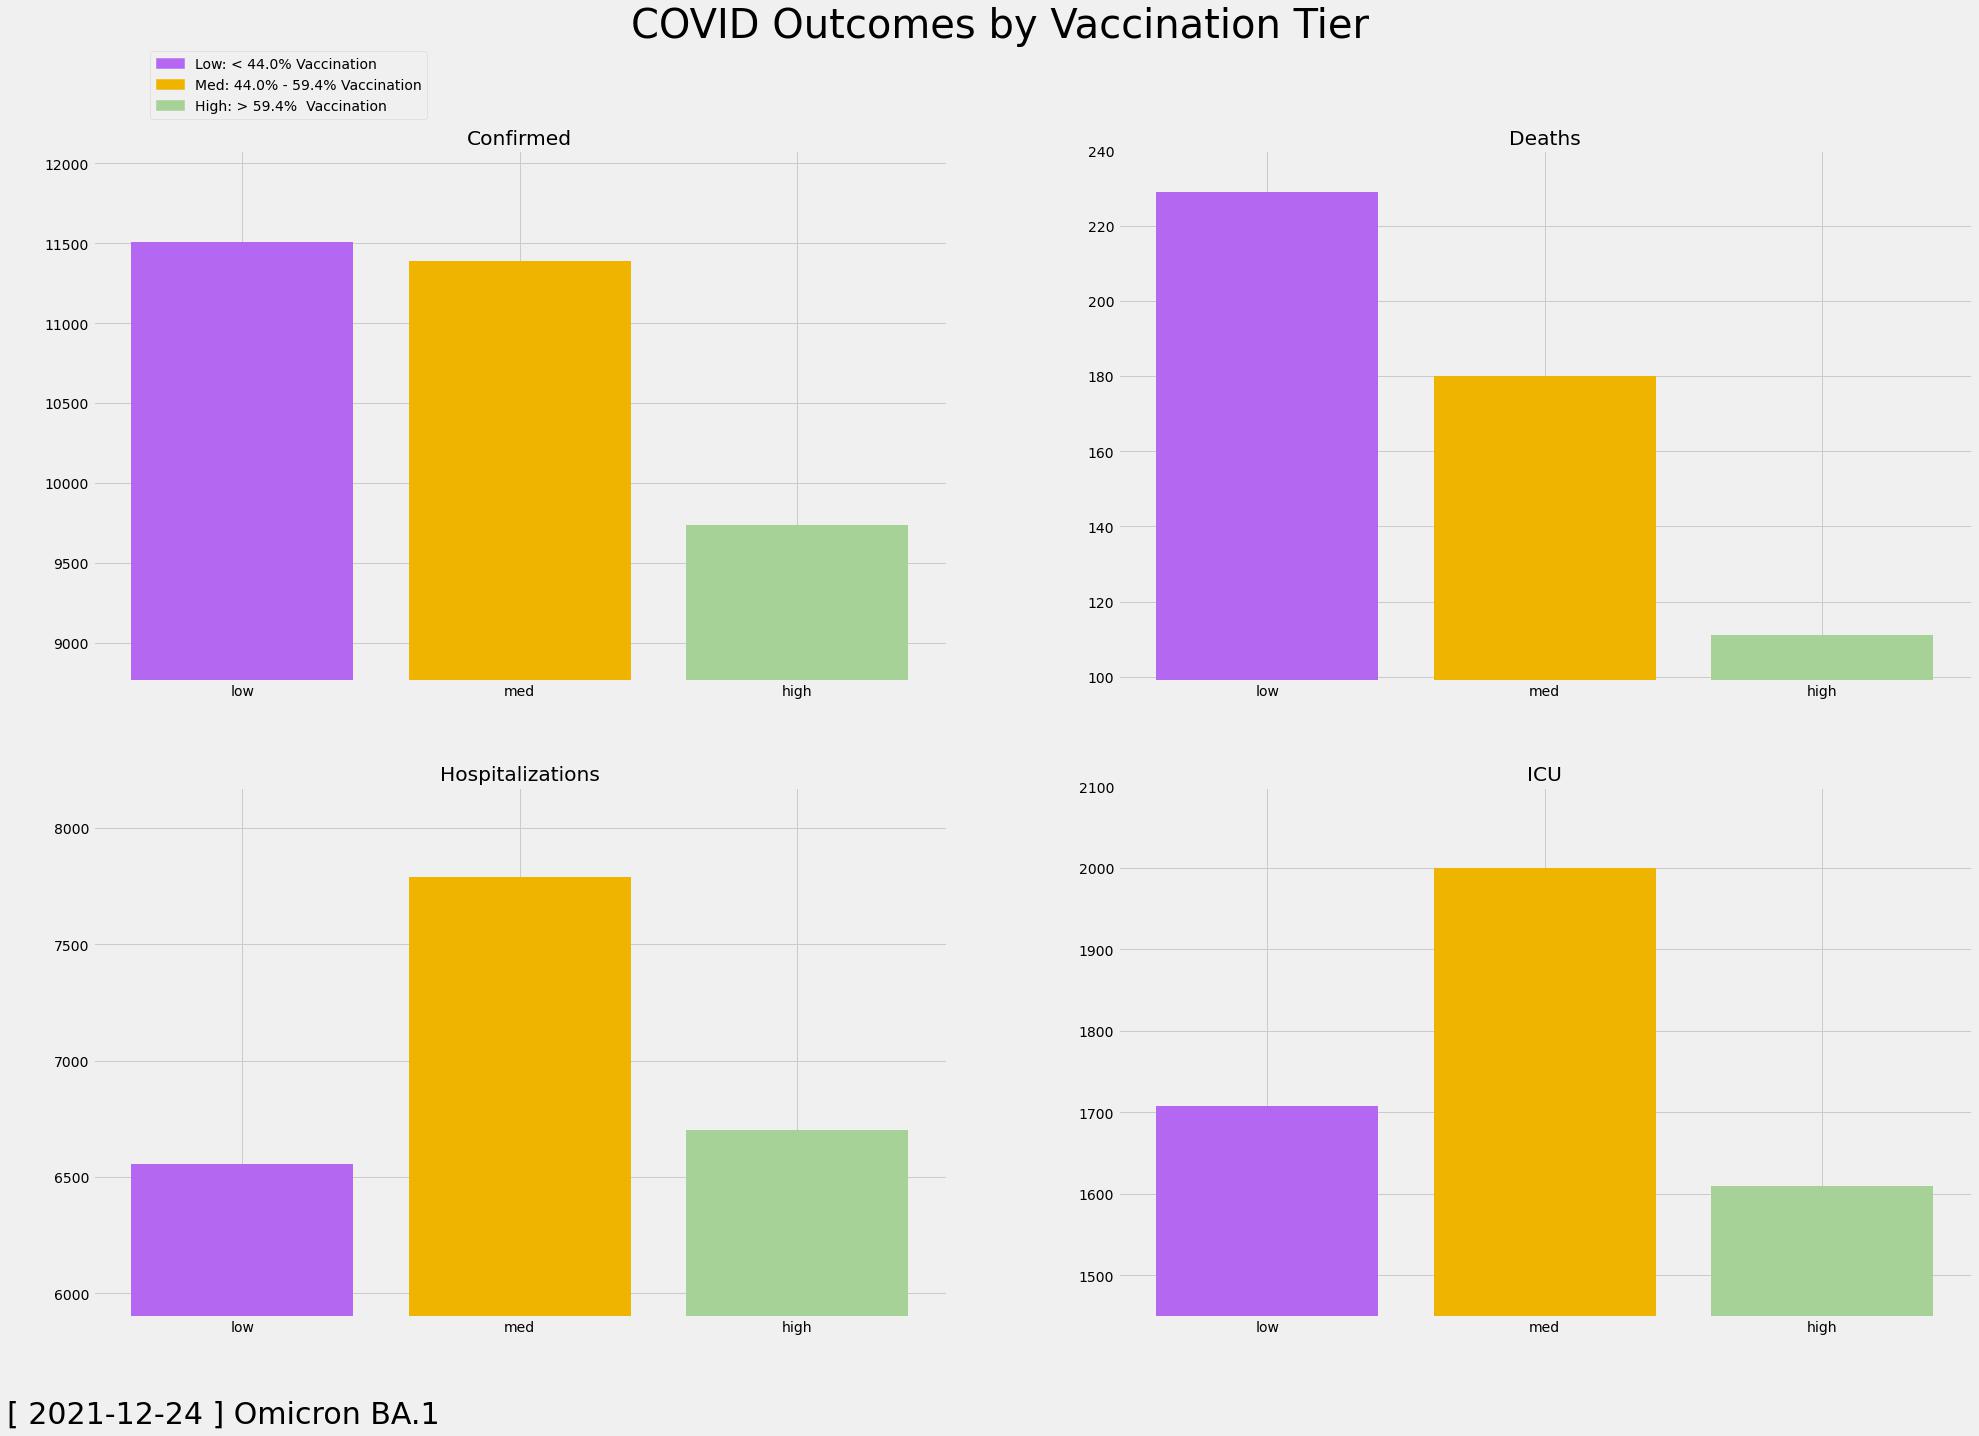 COVID Outcomes by Vaccination Tier
Low: < 44.0% Vaccination
Med: 44.0% - 59.4% Vaccination
High: > 59.4%  Vaccination
Confirmed
12000
11500
11000
10500
10000
9500
9000
low med high
Deaths
240
220
200
180
160
140
120
100
low med high
Hospitalizations
8000
7500
7000
6500
6000
low med high
ICU
2100
2000
1900
1800
1700
1600
1500
low med high
[ 2021-12-24 ] Omicron BA.1